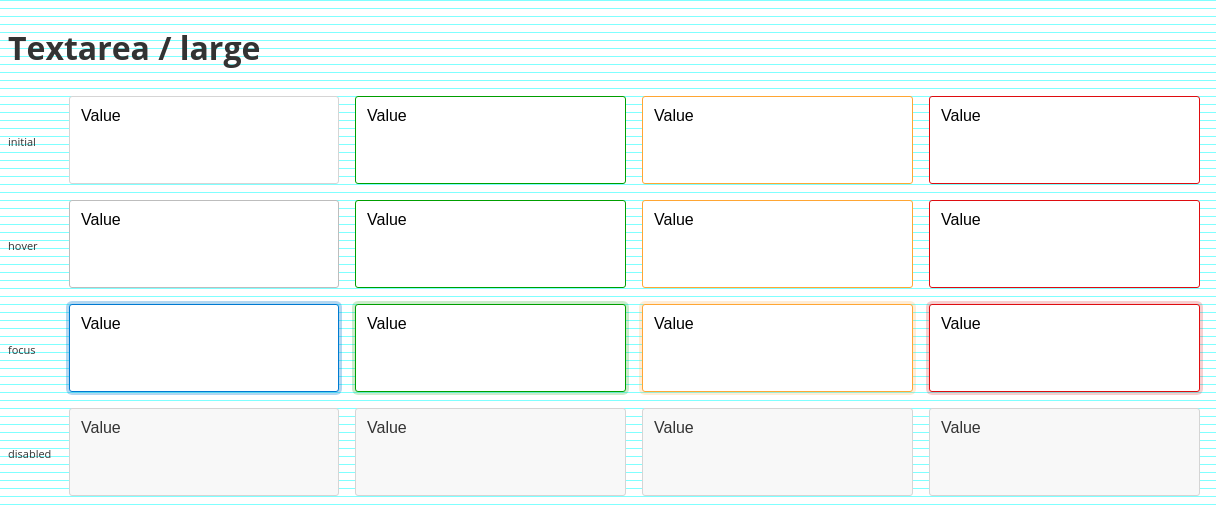 Textarea / large
initial Value Value Value Value
hover Value Value Value Value
focus Value Value Value Value
disabled Value Value Value Value